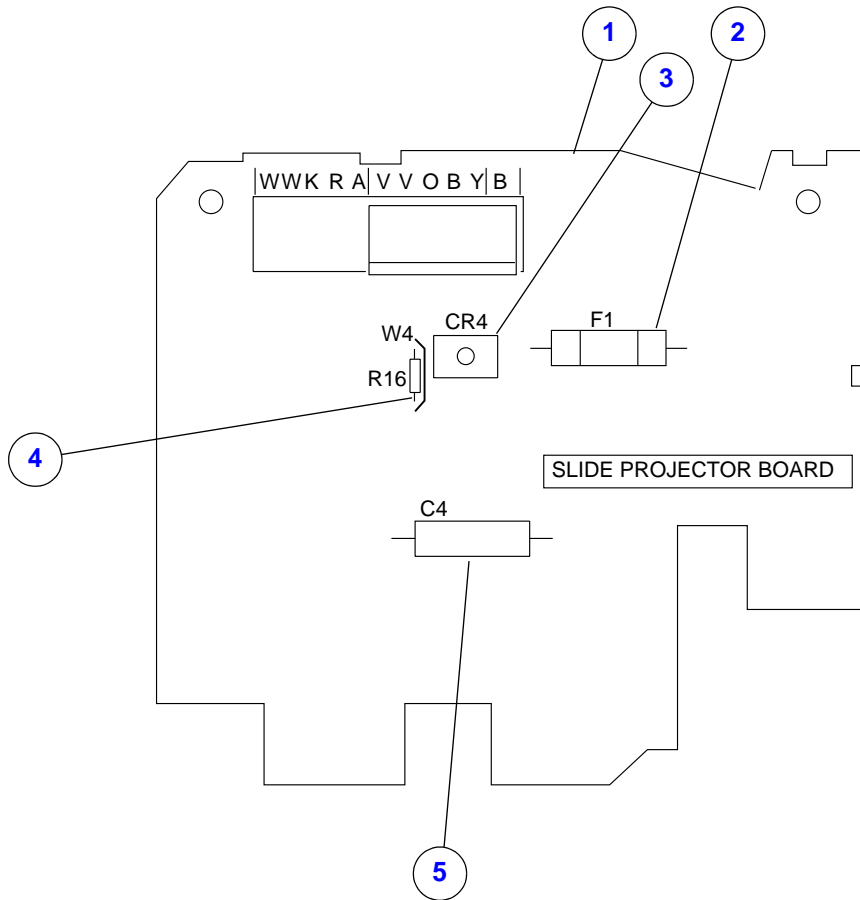 1
2
3
|WWK R A|V V O B Y|B |
CR4
F1
W4
R16
4
SLIDE PROJECTOR BOARD
C4
5